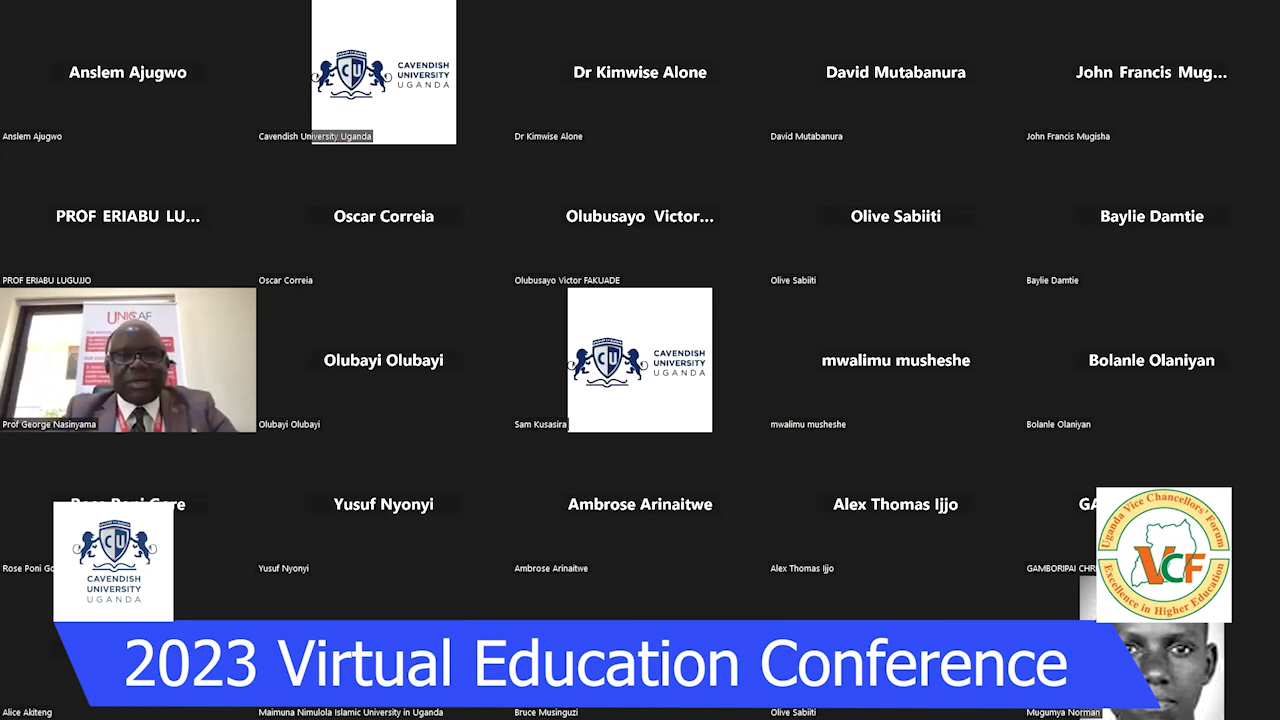 Anslem Ajugwo
CAVENDISH
UNIVERSITY
UGANDA
Dr Kimwise Alone
David Mutabanura
John Francis Mug...
Anslem Ajugwo
Cavendish University Uganda
Dr Kimwise Alone
David Mutabanura
John Francis Mugisha
PROF ERIABU LU...
Oscar Correia
Olubusayo Victor...
Olive Sabiiti
Baylie Damtie
PROF ERIABU LUGUJJO
Oscar Correia
Olubusayo Victor FAKUADE
Olive Sabiiti
Baylie Damtie
UNICAF
Olubayi Olubayi
CU
CAVENDISH
UNIVERSITY
UGANDA
mwalimu musheshe
Bolanle Olaniyan
Prof George Nasinyama
Olubayi Olubayi
Sam Kusasira
mwalimu musheshe
Bolanle Olaniyan
Rose Poni Gore
Yusuf Nyonyi
Ambrose Arinaitwe
Alex Thomas Ijjo
GA
Rose Poni Go
Yusuf Nyonyi
Ambrose Arinaitwe
Alex Thomas Ijjo
GAMBORIPAI CHR
CU
CAVENDISH
UNIVERSITY
UGANDA
Uganda Vice Chancellors' Forum
VCF
Excellence in Higher Education
2023 Virtual Education Conference
Alice Akiteng
Maimuna Nimulola Islamic University in Uganda
Bruce Musinguzi
Olive Sabiiti
Mugumya Norman